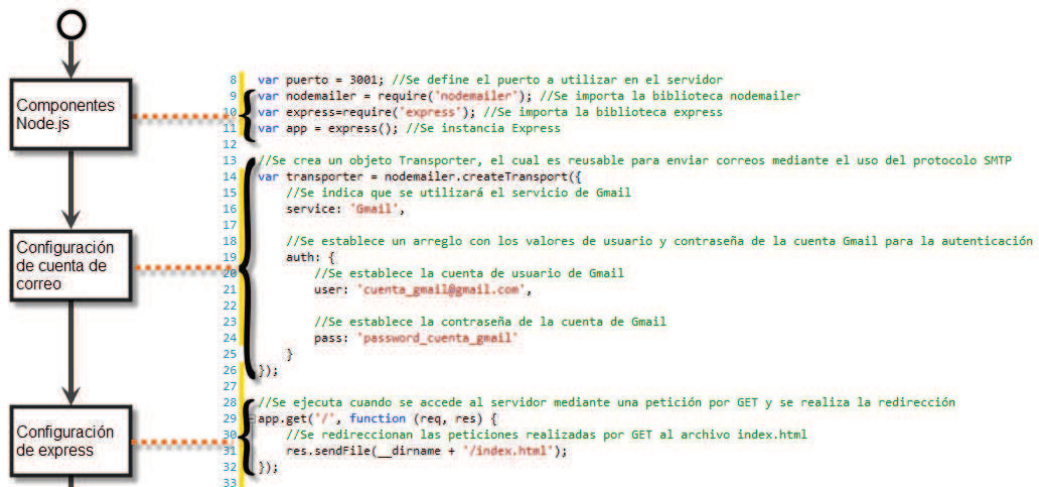 Componentes
Node.js
8 var puerto = 3001; //Se define el puerto a utilizar en el servidor
9 var nodemailer = require('nodemailer'); //Se importa la biblioteca nodemailer
10 var express=require('express'); //Se importa la biblioteca express
11 var app = express(); //Se instancia Express
12
13 //Se crea un objeto Transporter, el cual es reusable para enviar correos mediante el uso del protocolo SMTP
14 var transporter = nodemailer.createTransport({
15 //Se indica que se utilizará el servicio de Gmail
16 service: 'Gmail',
17
Configuración
de cuenta de
correo
18 //Se establece un arreglo con los valores de usuario y contraseña de la cuenta Gmail para la autenticación
19 auth: {
20 //Se establece la cuenta de usuario de Gmail
21 user: 'cuenta_gmail@gmail.com',
22
23 //Se establece la contraseña de la cuenta de Gmail
24 pass: 'password_cuenta_gmail'
25 }
26 });
27
Configuración
de express
28 //Se ejecuta cuando se accede al servidor mediante una petición por GET y se realiza la redirección
29 app.get('/', function (req, res) {
30 //Se redireccionan las peticiones realizadas por GET al archivo index.html
31 res.sendFile(__dirname + '/index.html');
32 });
33